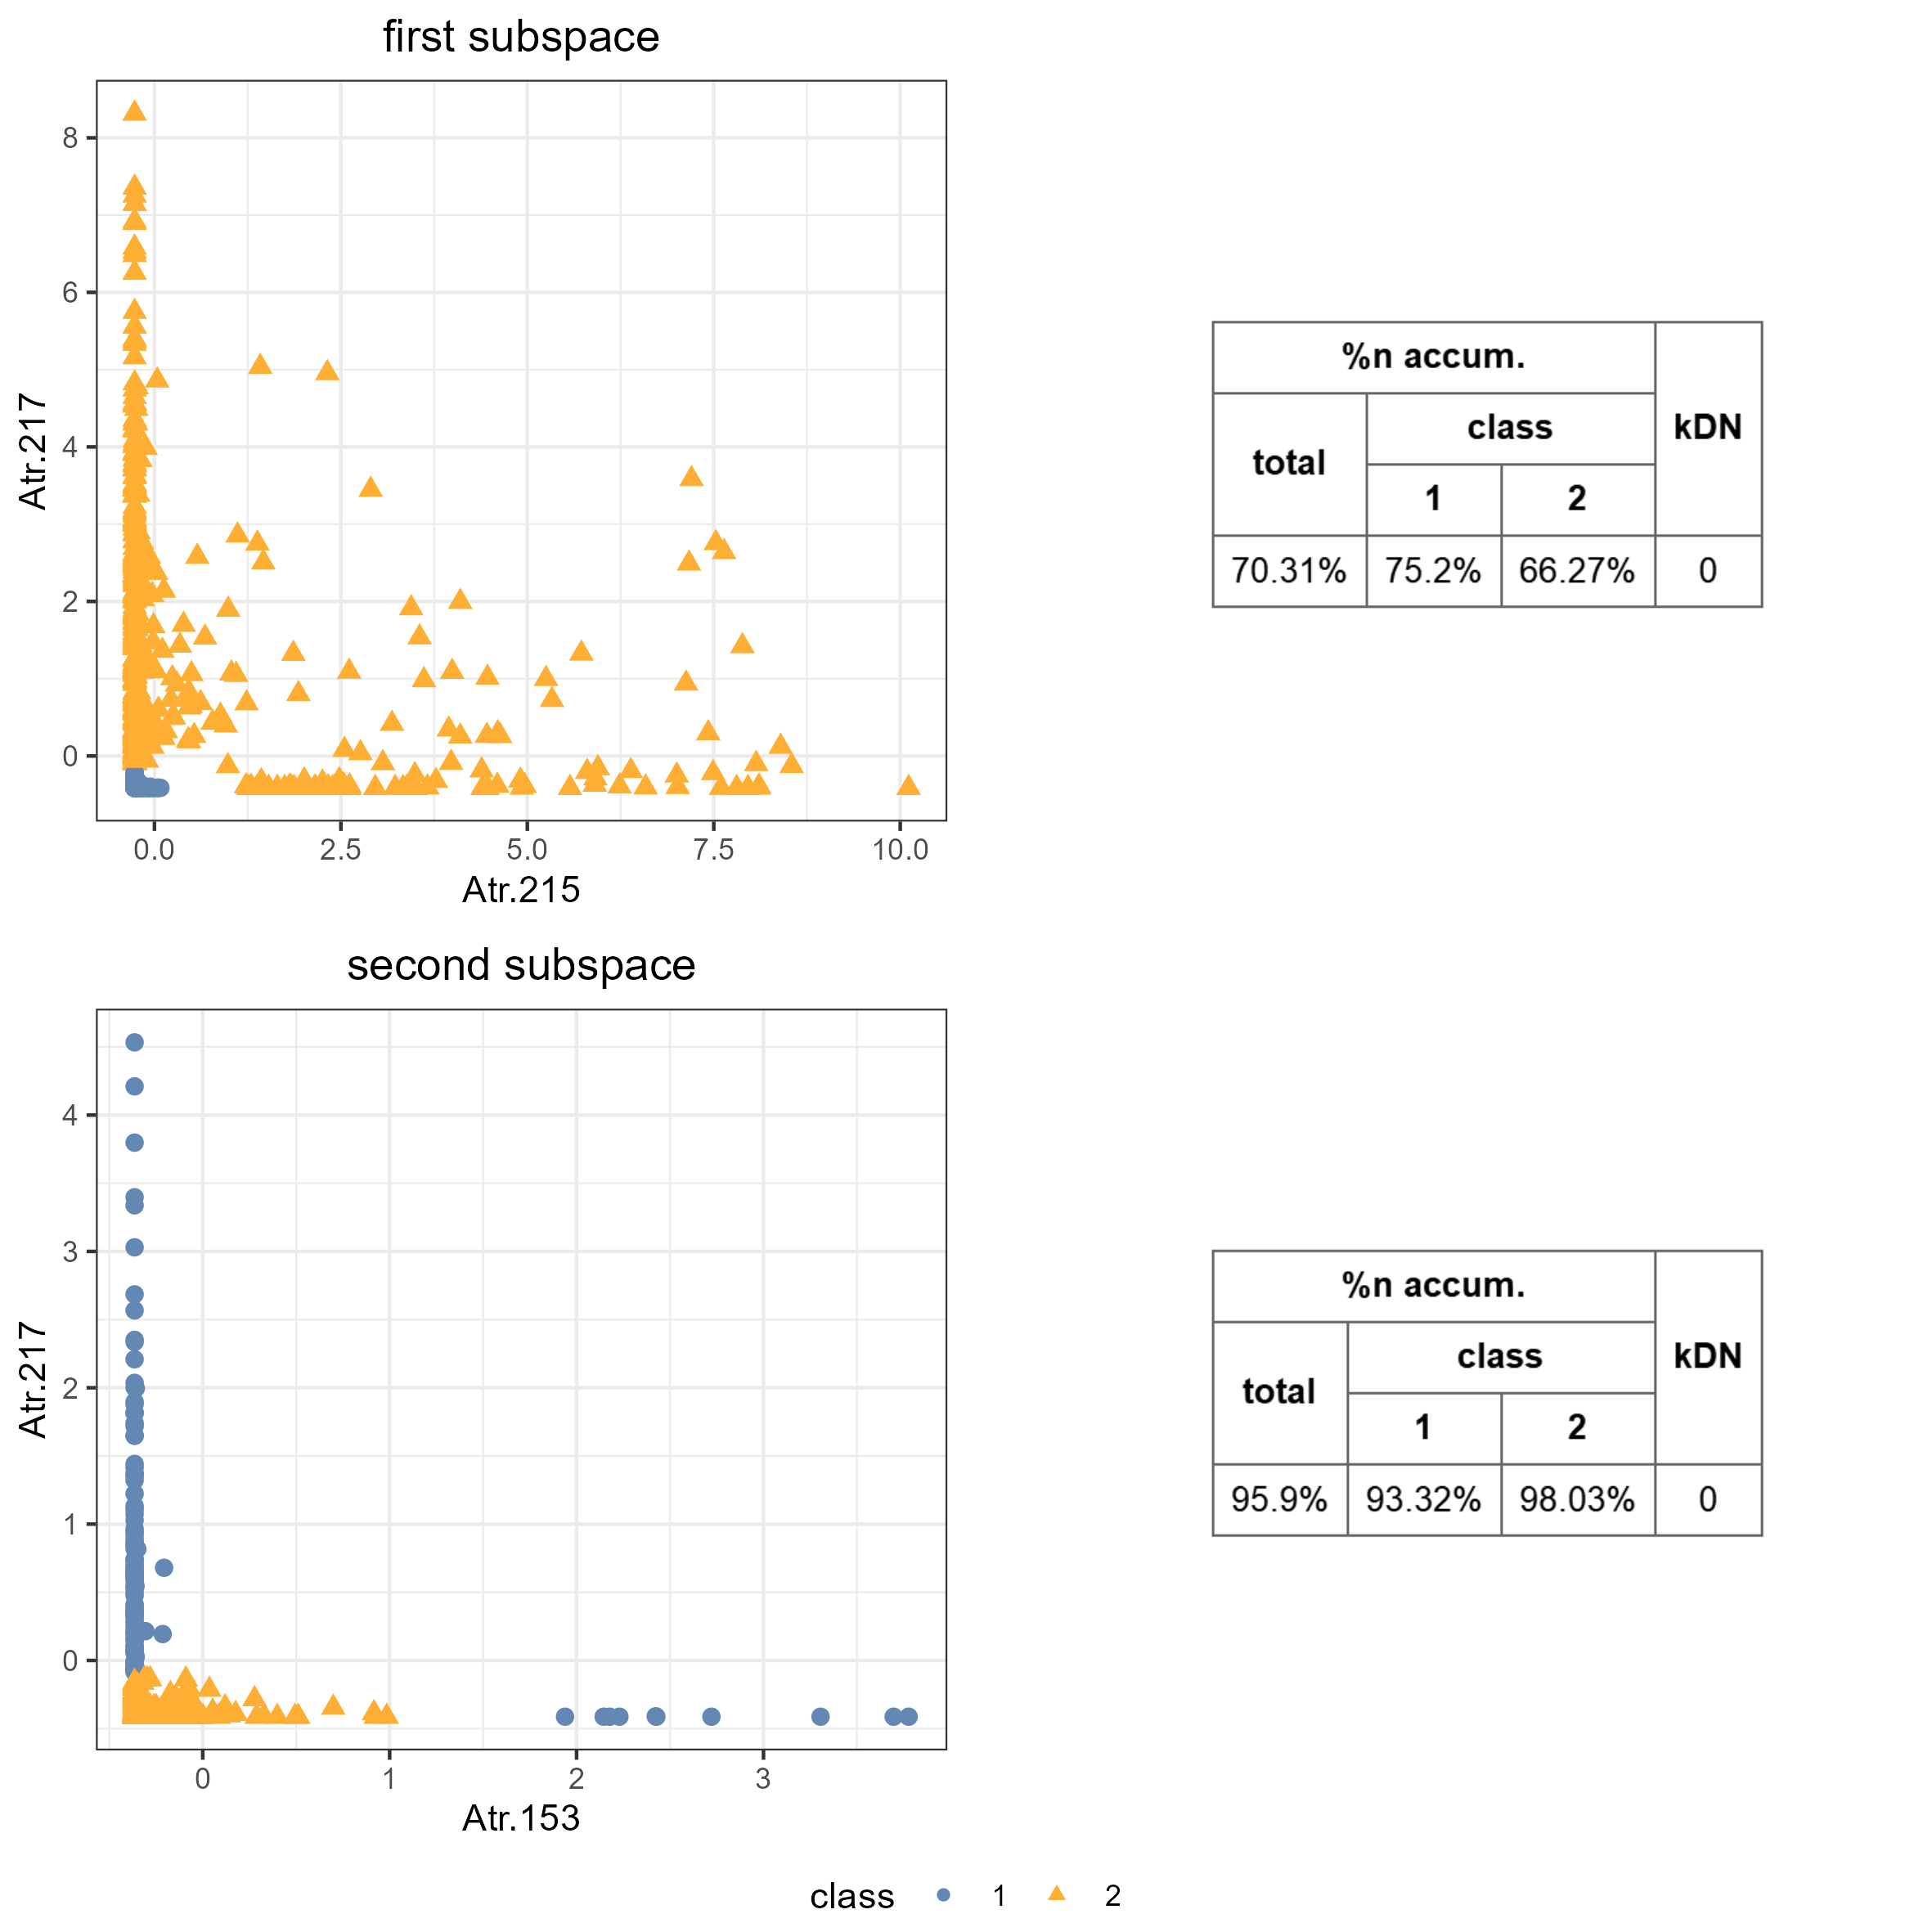 first subspace
8
6
4
2
0
Atr.217
0.0 2.5 5.0 7.5 10.0
Atr.215
%n accum.
kDN
total
class
1 2
70.31% 75.2% 66.27% 0
second subspace
4
3
2
1
0
Atr.217
0 1 2 3
Atr.153
%n accum.
kDN
total
class
1 2
95.9% 93.32% 98.03% 0
class 1 2